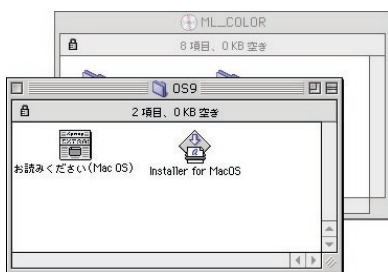 ML_COLOR
8 項目、0 KB 空き
OS9
2 項目、0 KB 空き
お読みください(Mac OS)
Installer for MacOS